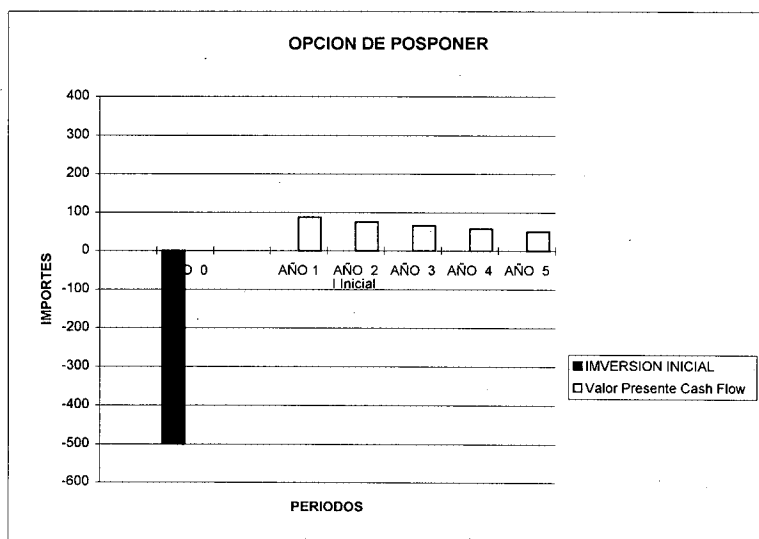 OPCION DE POSPONER
400
300
200
100
0
-100
-200
-300
-400
-500
-600
IMPORTES
O 0 AÑO 1 AÑO 2 AÑO 3 AÑO 4 AÑO 5
I Inicial
IMVERSION INICIAL
Valor Presente Cash Flow
PERIODOS